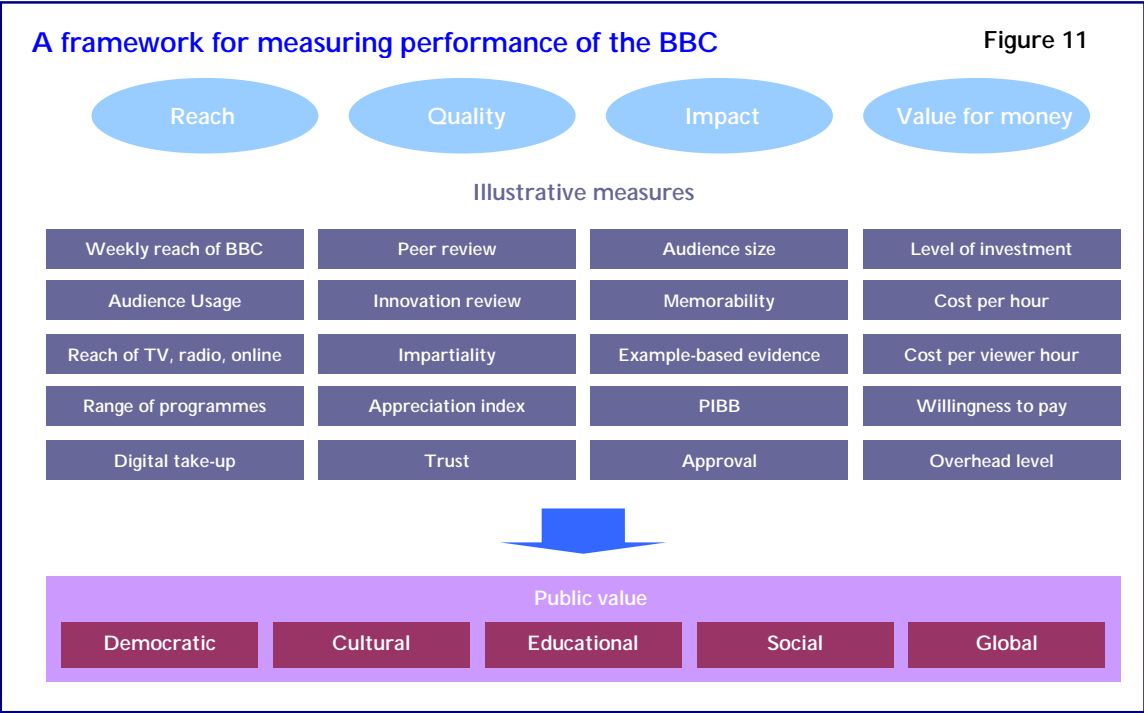 A framework for measuring performance of the BBC
Figure 11
Reach
Quality
Impact
Value for money
Illustrative measures
Weekly reach of BBC
Peer review
Audience size
Level of investment
Audience Usage
Innovation review
Memorability
Cost per hour
Reach of TV, radio, online
Impartiality
Example-based evidence
Cost per viewer hour
Range of programmes
Appreciation index
PIBB
Willingness to pay
Digital take-up
Trust
Approval
Overhead level
Public value
Democratic
Cultural
Educational
Social
Global